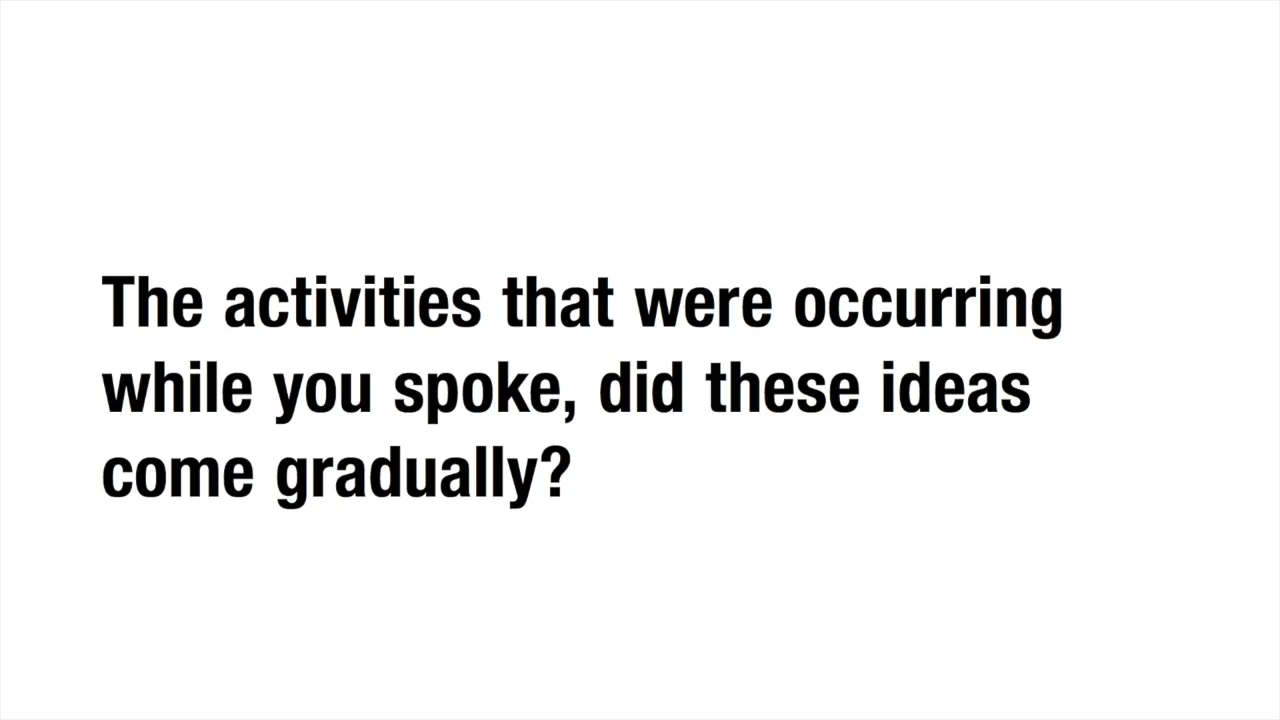 The activities that were occurring
while you spoke, did these ideas
come gradually?